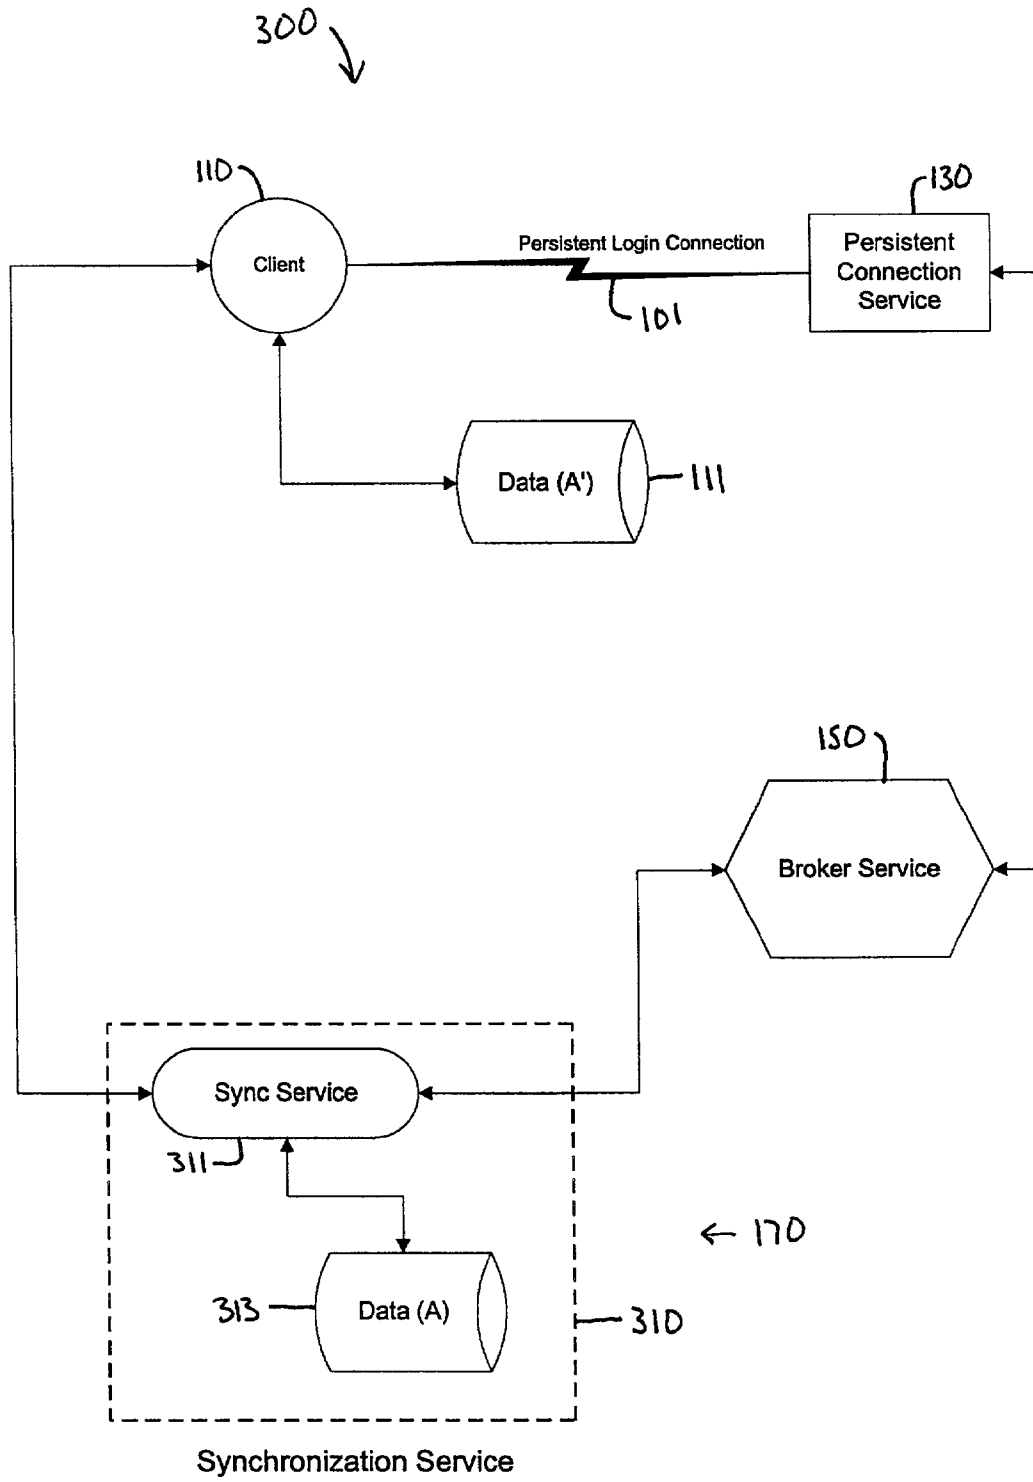 300
110
130
Client
Persistent Login Connection
Persistent
Connection
Service
101
Data (A')
111
150
Broker Service
Sync Service
311
170
313
Data (A)
310
Synchronization Service